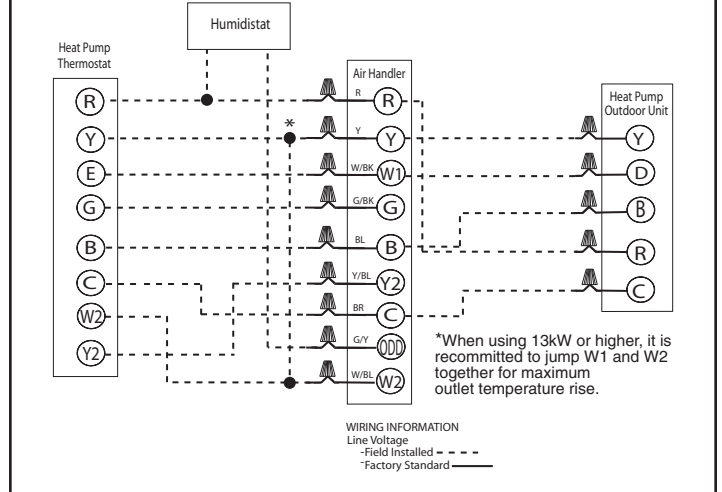 Humidistat
Heat Pump
Thermostat
Air Handler
Heat Pump
Outdoor Unit
R
R
R
Y
*
Y
Y
Y
E
W/BK
W1
D
G
G/BK
G
B
B
BL
B
R
C
Y/BL
Y2
C
W2
BR
C
Y2
G/Y
ODD
W/BL
W2
*When using 13kW or higher, it is
recommitted to jump W1 and W2
together for maximum
outlet temperature rise.
WIRING INFORMATION
Line Voltage
-Field Installed
-Factory Standard